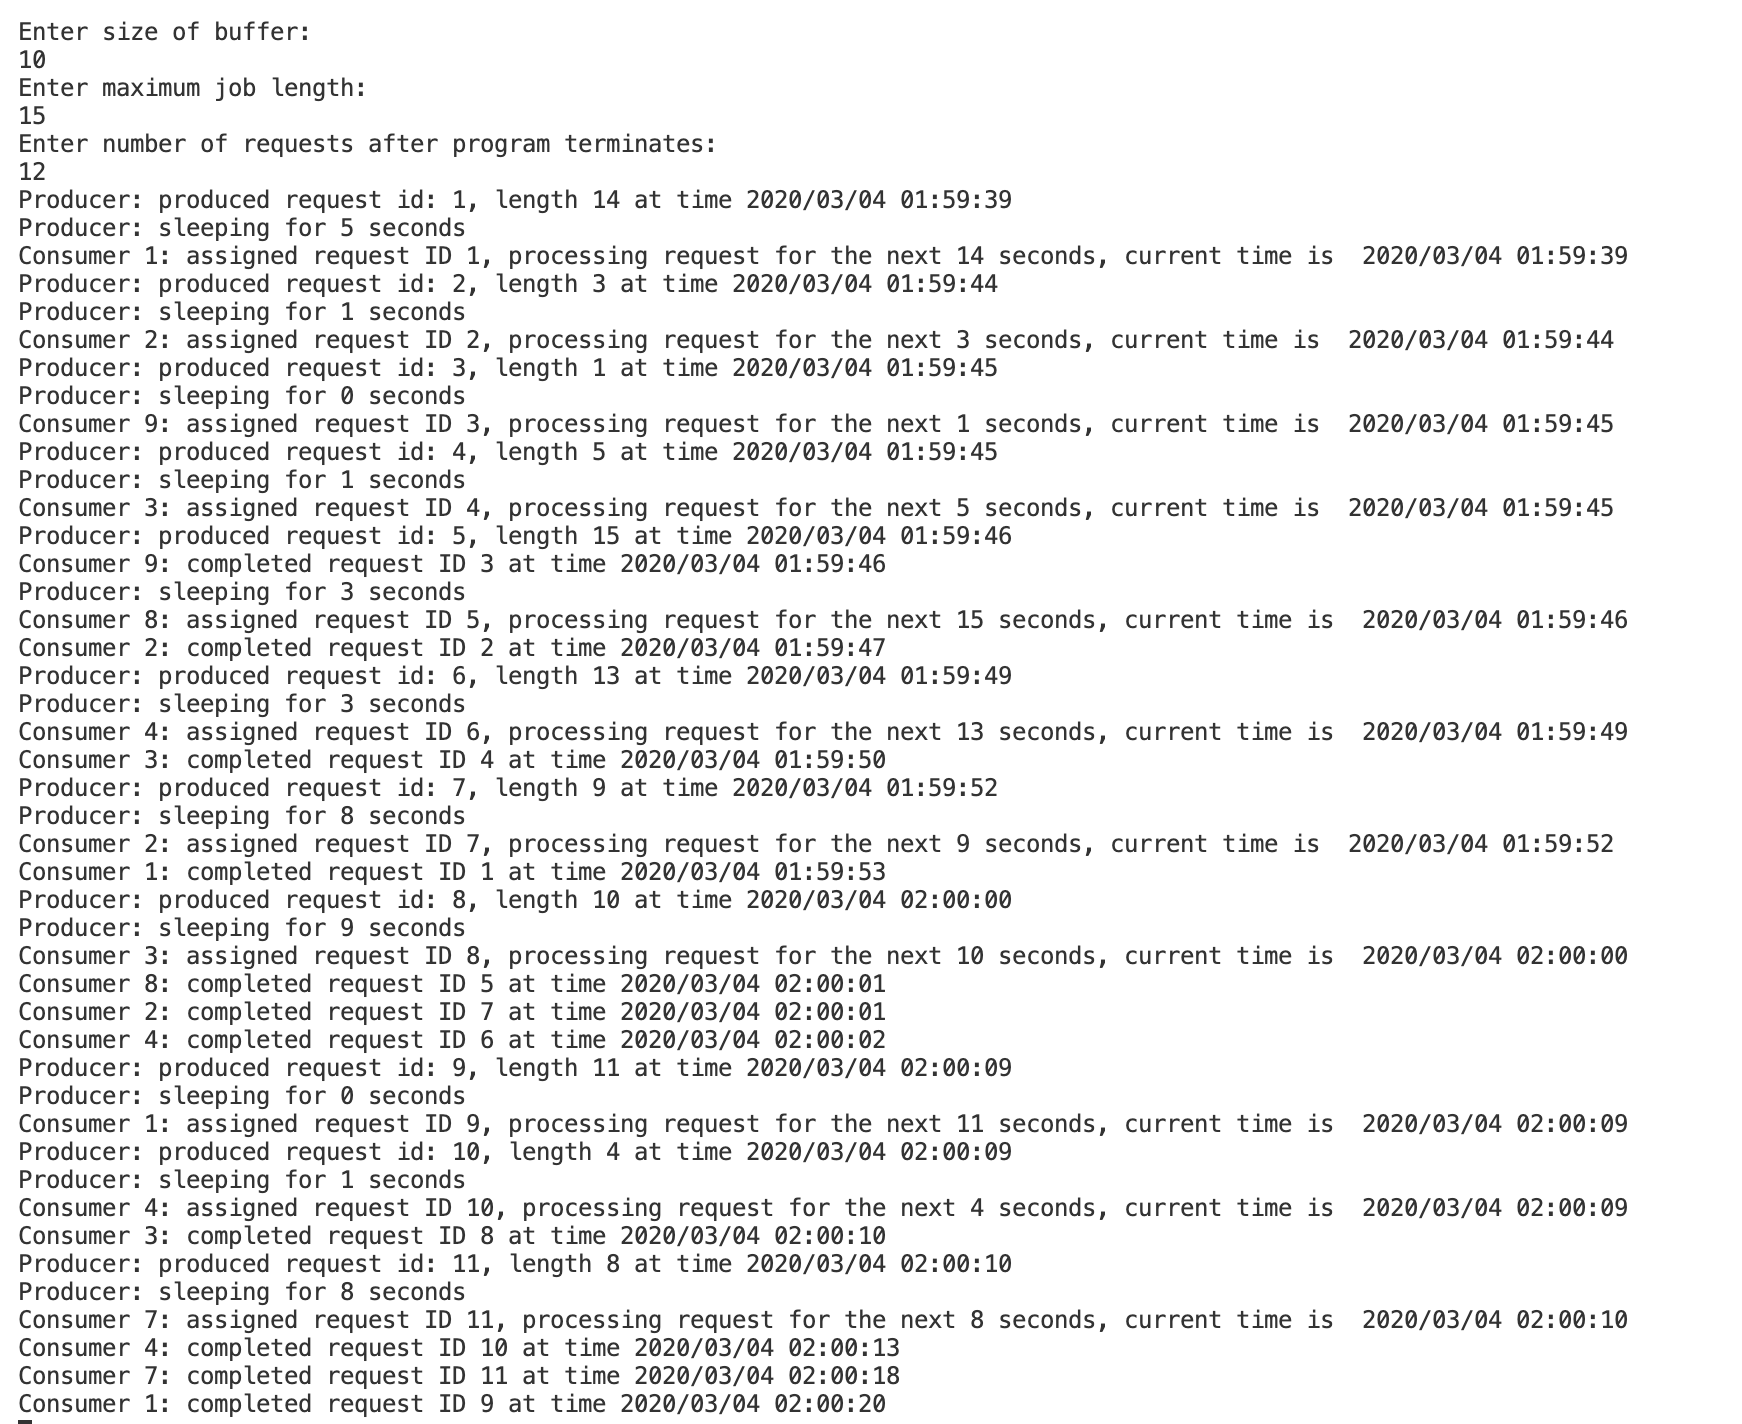 Enter size of buffer:
10
Enter maximum job length:
15
Enter number of requests after program terminates:
12
Producer: produced request id: 1, length 14 at time 2020/03/04 01:59:39
Producer: sleeping for 5 seconds
Consumer 1: assigned request ID 1, processing request for the next 14 seconds, current time is  2020/03/04 01:59:39
Producer: produced request id: 2, length 3 at time 2020/03/04 01:59:44
Producer: sleeping for 1 seconds
Consumer 2: assigned request ID 2, processing request for the next 3 seconds, current time is  2020/03/04 01:59:44
Producer: produced request id: 3, length 1 at time 2020/03/04 01:59:45
Producer: sleeping for 0 seconds
Consumer 9: assigned request ID 3, processing request for the next 1 seconds, current time is  2020/03/04 01:59:45
Producer: produced request id: 4, length 5 at time 2020/03/04 01:59:45
Producer: sleeping for 1 seconds
Consumer 3: assigned request ID 4, processing request for the next 5 seconds, current time is  2020/03/04 01:59:45
Producer: produced request id: 5, length 15 at time 2020/03/04 01:59:46
Consumer 9: completed request ID 3 at time 2020/03/04 01:59:46
Producer: sleeping for 3 seconds
Consumer 8: assigned request ID 5, processing request for the next 15 seconds, current time is  2020/03/04 01:59:46
Consumer 2: completed request ID 2 at time 2020/03/04 01:59:47
Producer: produced request id: 6, length 13 at time 2020/03/04 01:59:49
Producer: sleeping for 3 seconds
Consumer 4: assigned request ID 6, processing request for the next 13 seconds, current time is  2020/03/04 01:59:49
Consumer 3: completed request ID 4 at time 2020/03/04 01:59:50
Producer: produced request id: 7, length 9 at time 2020/03/04 01:59:52
Producer: sleeping for 8 seconds
Consumer 2: assigned request ID 7, processing request for the next 9 seconds, current time is  2020/03/04 01:59:52
Consumer 1: completed request ID 1 at time 2020/03/04 01:59:53
Producer: produced request id: 8, length 10 at time 2020/03/04 02:00:00
Producer: sleeping for 9 seconds
Consumer 3: assigned request ID 8, processing request for the next 10 seconds, current time is  2020/03/04 02:00:00
Consumer 8: completed request ID 5 at time 2020/03/04 02:00:01
Consumer 2: completed request ID 7 at time 2020/03/04 02:00:01
Consumer 4: completed request ID 6 at time 2020/03/04 02:00:02
Producer: produced request id: 9, length 11 at time 2020/03/04 02:00:09
Producer: sleeping for 0 seconds
Consumer 1: assigned request ID 9, processing request for the next 11 seconds, current time is  2020/03/04 02:00:09
Producer: produced request id: 10, length 4 at time 2020/03/04 02:00:09
Producer: sleeping for 1 seconds
Consumer 4: assigned request ID 10, processing request for the next 4 seconds, current time is  2020/03/04 02:00:09
Consumer 3: completed request ID 8 at time 2020/03/04 02:00:10
Producer: produced request id: 11, length 8 at time 2020/03/04 02:00:10
Producer: sleeping for 8 seconds
Consumer 7: assigned request ID 11, processing request for the next 8 seconds, current time is  2020/03/04 02:00:10
Consumer 4: completed request ID 10 at time 2020/03/04 02:00:13
Consumer 7: completed request ID 11 at time 2020/03/04 02:00:18
Consumer 1: completed request ID 9 at time 2020/03/04 02:00:20